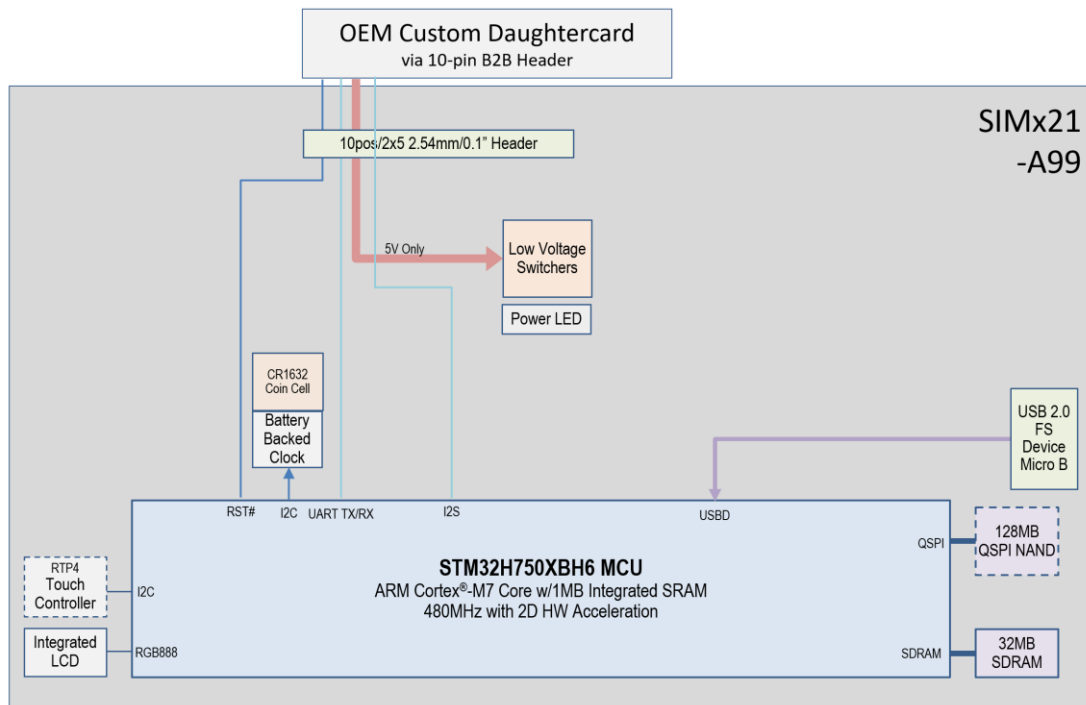 OEM Custom Daughtercard
via 10-pin B2B Header
SIMx21
-A99
10pos/2x5 2.54mm/0.1" Header
5V Only
Low Voltage
Switchers
Power LED
CR1632
Coin Cell
Battery
Backed
Clock
USB 2.0
FS
Device
Micro B
RST#
I2C
UART TX/RX
I2S
USBD
QSPI
128MB
QSPI NAND
STM32H750XBH6 MCU
ARM Cortex®-M7 Core w/1MB Integrated SRAM
480MHz with 2D HW Acceleration
RTP4
Touch
Controller
I2C
Integrated
LCD
RGB888
SDRAM
32MB
SDRAM